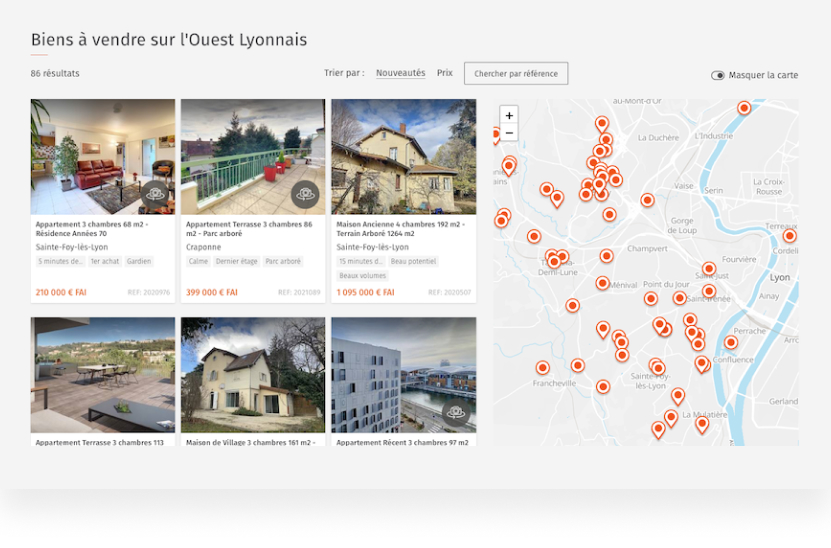 Biens à vendre sur l'Ouest Lyonnais
86 résultats
Trier par : Nouveautés Prix Chercher par référence
Masquer la carte
Appartement 3 chambres 68 m2 -
Résidence Années 70
Sainte-Foy-lès-Lyon
5 minutes de... 1er achat Gardien
210 000 € FAI REF: 2020976
Appartement Terrasse 3 chambres 86
m2 - Parc arboré
Craponne
Calme Dernier étage Parc arboré
399 000 € FAI REF: 2021089
Maison Ancienne 4 chambres 192 m2 -
Terrain Arboré 1264 m2
Sainte-Foy-lès-Lyon
15 minutes d... Beau potentiel
Beaux volumes
1 095 000 € FAI REF: 2020507
Appartement Terrasse 3 chambres 113
Maison de Village 3 chambres 161 m2 -
Appartement Récent 3 chambres 97 m2
+
−
au-Mont-d'Or
La Duchère
L'Industrie
Vaise
Serin
La Croix-
Rousse
Gorge
de Loup
Terreaux
Champvert
Fourvière
Demi-Lune
Ménival
Point du Jour
Lyon
Ainay
Perrache
Confluence
Francheville
lès-Lyon
Gerland
La Mulatière